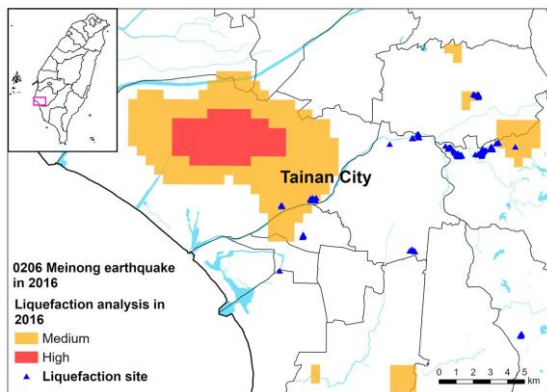 Tainan City
0206 Meinong earthquake
in 2016
Liquefaction analysis in
2016
Medium
High
Liquefaction site
0 1 2 3 4 5
km